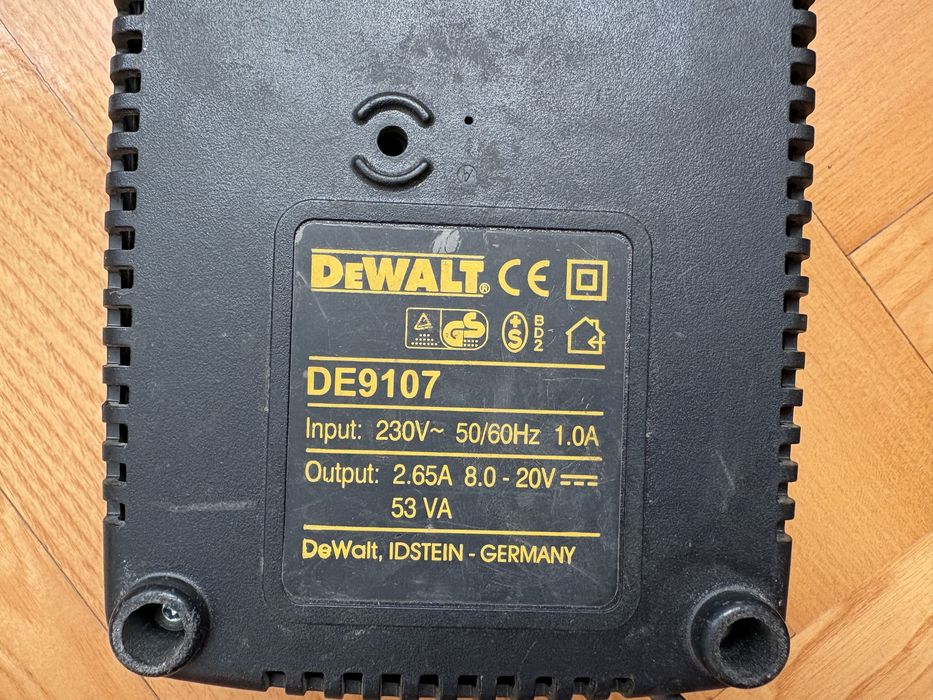 A
DEWALT® CE
GS +S BD2
DE9107
Input: 230V~ 50/60Hz 1.0A
Output: 2.65A 8.0 - 20V
53 VA
DeWalt, IDSTEIN - GERMANY